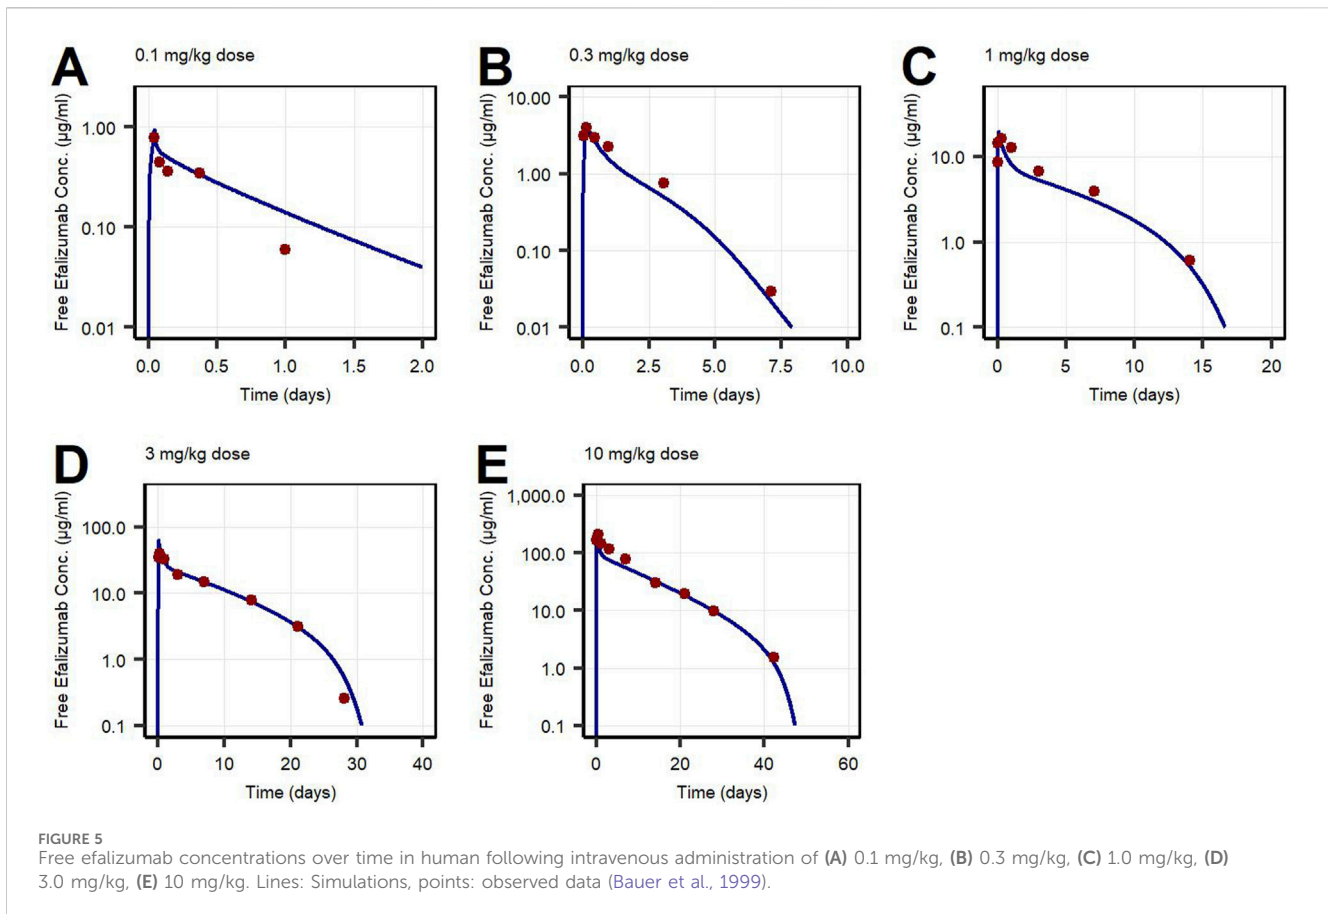 A 0.1 mg/kg dose
B 0.3 mg/kg dose
C 1 mg/kg dose
Free Efalizumab Conc. (µg/ml)
1.00
0.10
0.01
0.0 0.5 1.0 1.5 2.0
Time (days)
Free Efalizumab Conc. (µg/ml)
10.00
1.00
0.10
0.01
0.0 2.5 5.0 7.5 10.0
Time (days)
Free Efalizumab Conc. (µg/ml)
10.0
1.0
0.1
0 5 10 15 20
Time (days)
D 3 mg/kg dose
E 10 mg/kg dose
Free Efalizumab Conc. (µg/ml)
100.0
10.0
1.0
0.1
0 10 20 30 40
Time (days)
Free Efalizumab Conc. (µg/ml)
1,000.0
100.0
10.0
1.0
0.1
0 20 40 60
Time (days)
FIGURE 5
Free efalizumab concentrations over time in human following intravenous administration of (A) 0.1 mg/kg, (B) 0.3 mg/kg, (C) 1.0 mg/kg, (D)
3.0 mg/kg, (E) 10 mg/kg. Lines: Simulations, points: observed data (Bauer et al., 1999).